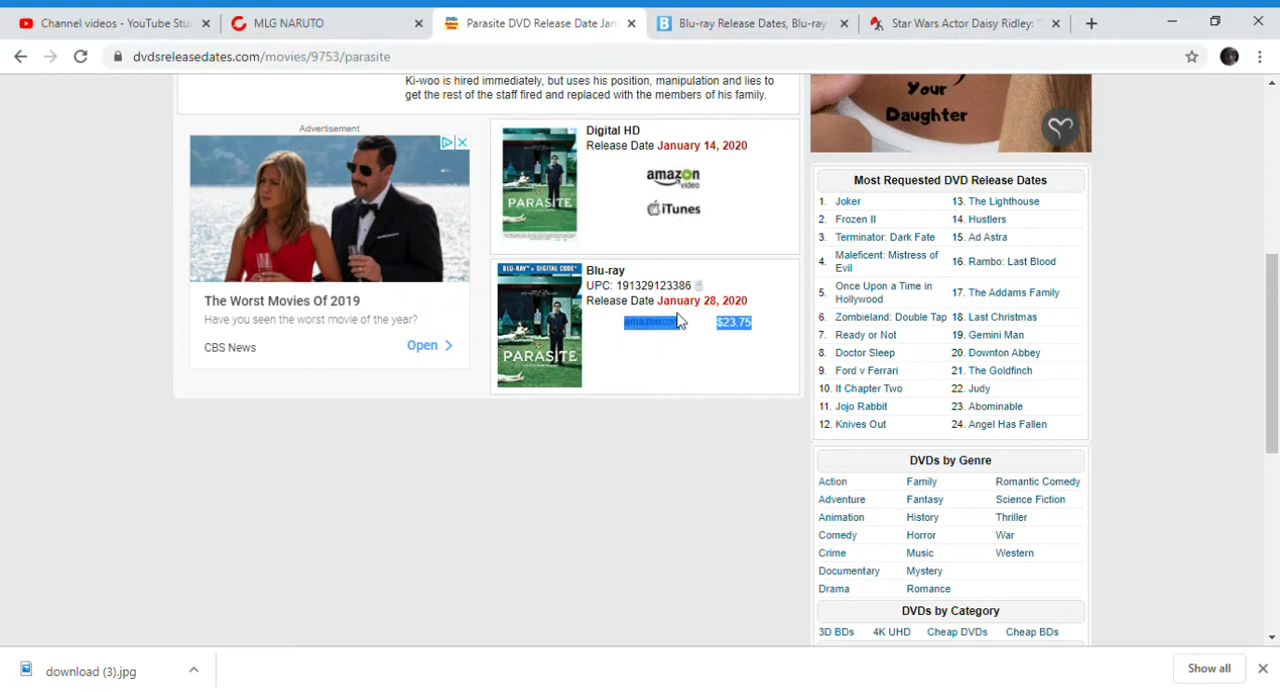 Channel videos - YouTube Stu
MLG NARUTO
Parasite DVD Release Date Jan
Blu-ray Release Dates, Blu-ray
Star Wars Actor Daisy Ridley: "
dvdsreleasedates.com/movies/9753/parasite
Ki-woo is hired immediately, but uses his position, manipulation and lies to
get the rest of the staff fired and replaced with the members of his family.
Advertisement
The Worst Movies Of 2019
Have you seen the worst movie of the year?
CBS News
Open
PARASITE
Digital HD
Release Date January 14, 2020
amazon
video
iTunes
BLU-RAY + DIGITAL CODE
PARASITE
Blu-ray
UPC: 191329123386
Release Date January 28, 2020
amazon.co
$23.75
Your
Daughter
Most Requested DVD Release Dates
1. Joker
2. Frozen II
3. Terminator: Dark Fate
4. Maleficent: Mistress of
Evil
5. Once Upon a Time in
Hollywood
6. Zombieland: Double Tap
7. Ready or Not
8. Doctor Sleep
9. Ford v Ferrari
10. It Chapter Two
11. Jojo Rabbit
12. Knives Out
13. The Lighthouse
14. Hustlers
15. Ad Astra
16. Rambo: Last Blood
17. The Addams Family
18. Last Christmas
19. Gemini Man
20. Downton Abbey
21. The Goldfinch
22. Judy
23. Abominable
24. Angel Has Fallen
DVDs by Genre
Action
Adventure
Animation
Comedy
Crime
Documentary
Drama
Family
Fantasy
History
Horror
Music
Mystery
Romance
Romantic Comedy
Science Fiction
Thriller
War
Western
DVDs by Category
3D BDs 4K UHD Cheap DVDs Cheap BDs
download (3).jpg
Show all